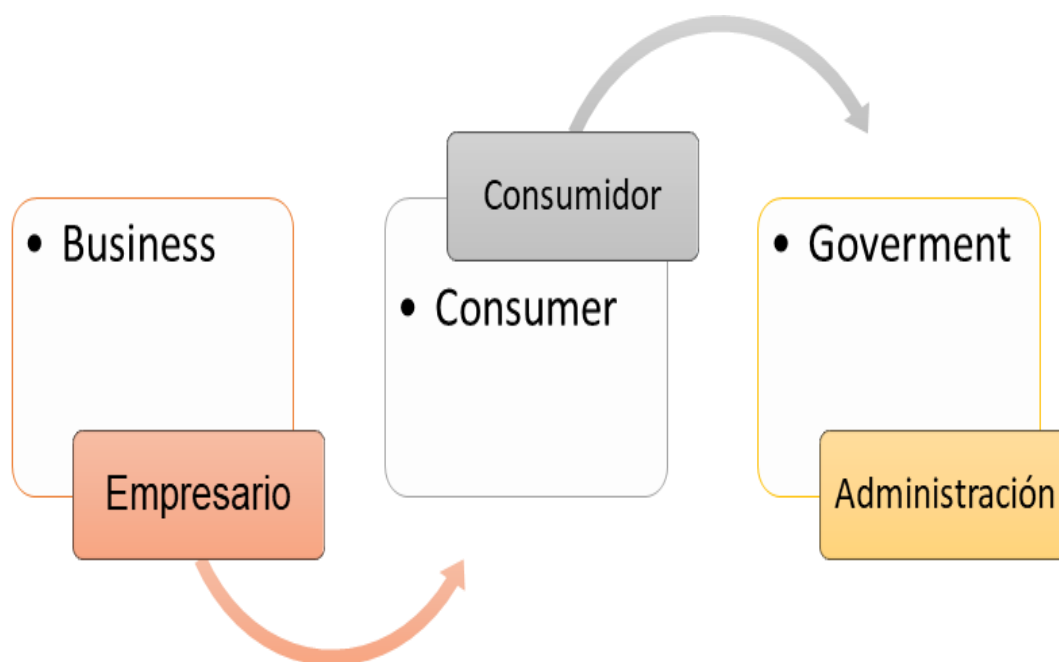 • Business
Empresario
Consumidor
• Consumer
• Goverment
Administración